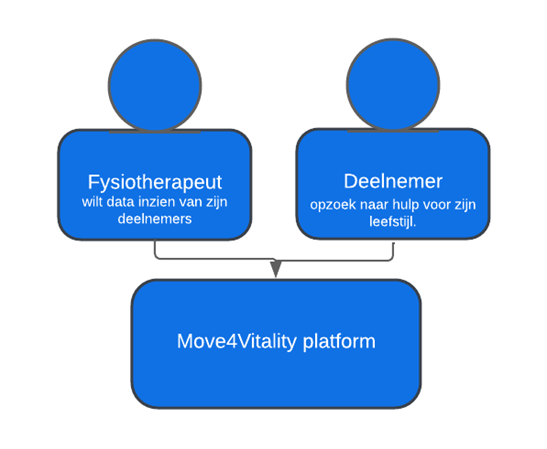 Fysiotherapeut
wilt data inzien van zijn
deelnemers
Deelnemer
opzoek naar hulp voor zijn
leefstijl.
Move4Vitality platform